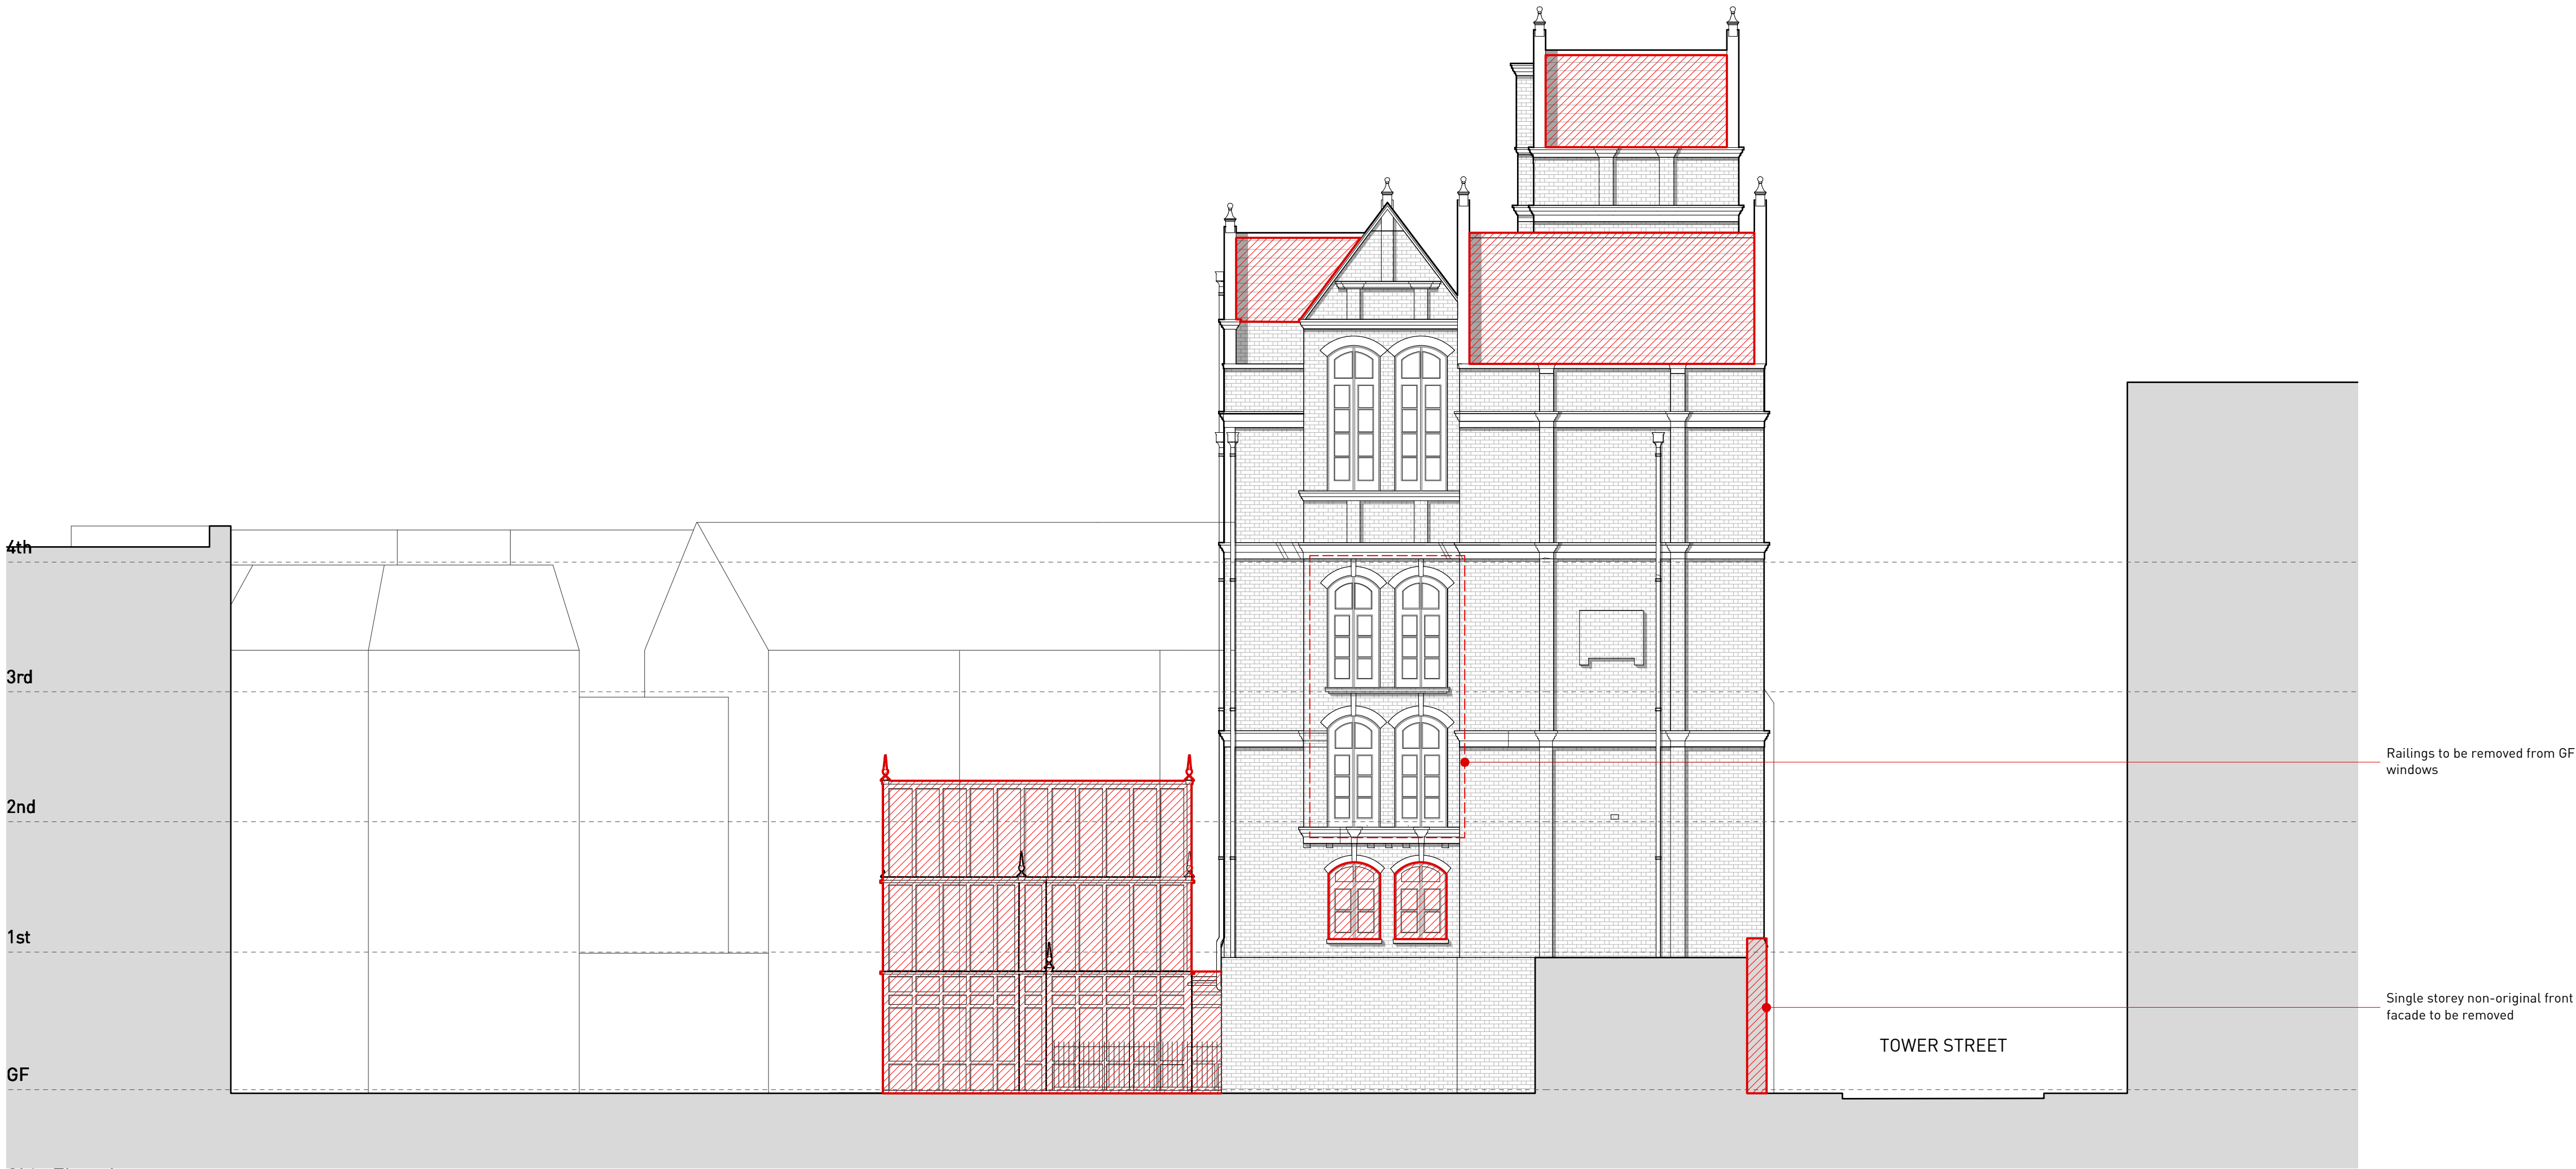 4th
3rd
Railings to be removed from GF
windows
2nd
1st
Single storey non-original front
facade to be removed
TOWER STREET
GF